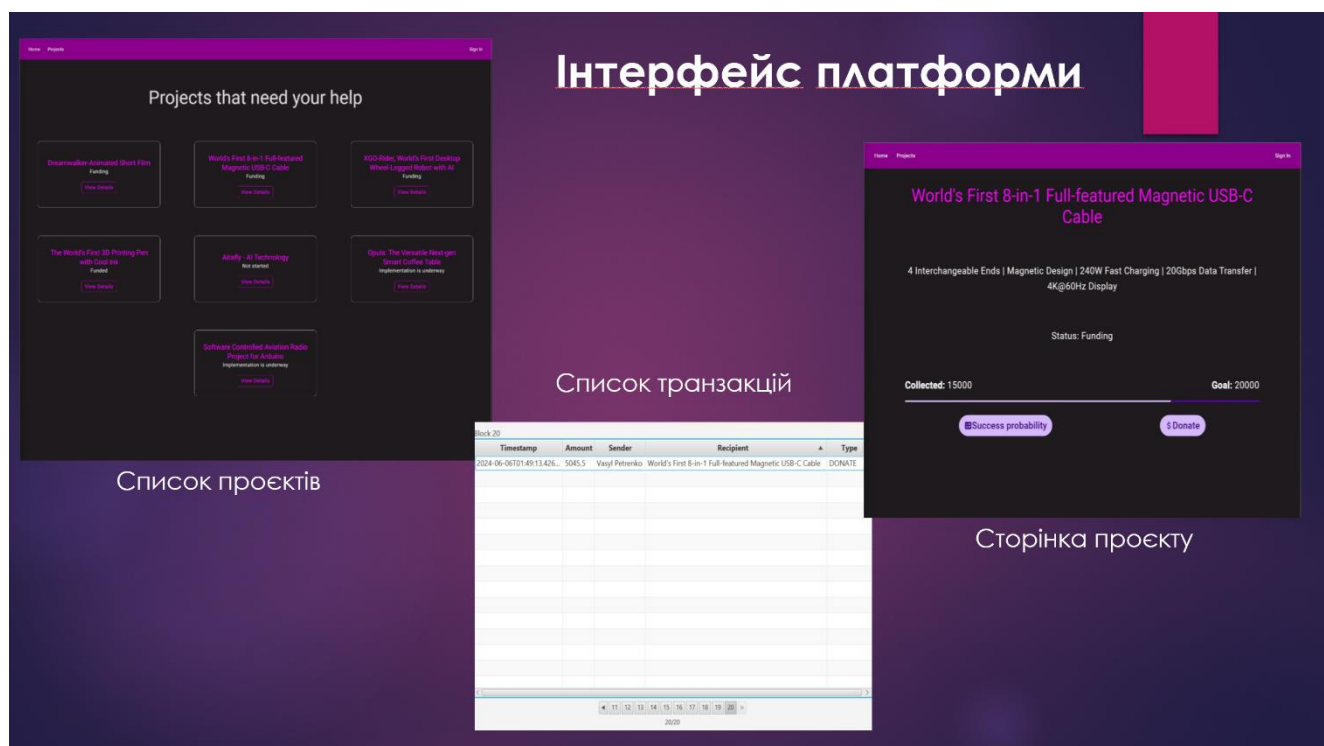 Інтерфейс платформи
Home Projects Sign In
Projects that need your help
Dreamwalker-Animated Short Film
Funding
View Details
World's First 8-in-1 Full-featured
Magnetic USB-C Cable
Funding
View Details
XGO-Rider, World's First Desktop
Wheel-Legged Robot with AI
Funding
View Details
The World's First 3D Printing Pen
with Cool Ink
Funded
View Details
AI Technology
Not started
View Details
Opula: The Versatile Next-gen
Smart Coffee Table
Implementation is underway
View Details
Software Controlled Aviation Radio
Project for Arduino
Implementation is underway
View Details
Список проєктів
Список транзакцій
Block 20
Timestamp Amount Sender Recipient Type
2024-06-06T01:49:13.426... 5045.5 Vasyl Petrenko World's First 8-in-1 Full-featured Magnetic USB-C Cable DONATE
11 12 13 14 15 16 17 18 19 20
20/20
Home Projects Sign In
World's First 8-in-1 Full-featured Magnetic USB-C
Cable
4 Interchangeable Ends | Magnetic Design | 240W Fast Charging | 20Gbps Data Transfer |
4K@60Hz Display
Status: Funding
Collected: 15000 Goal: 20000
Success probability $ Donate
Сторінка проєкту